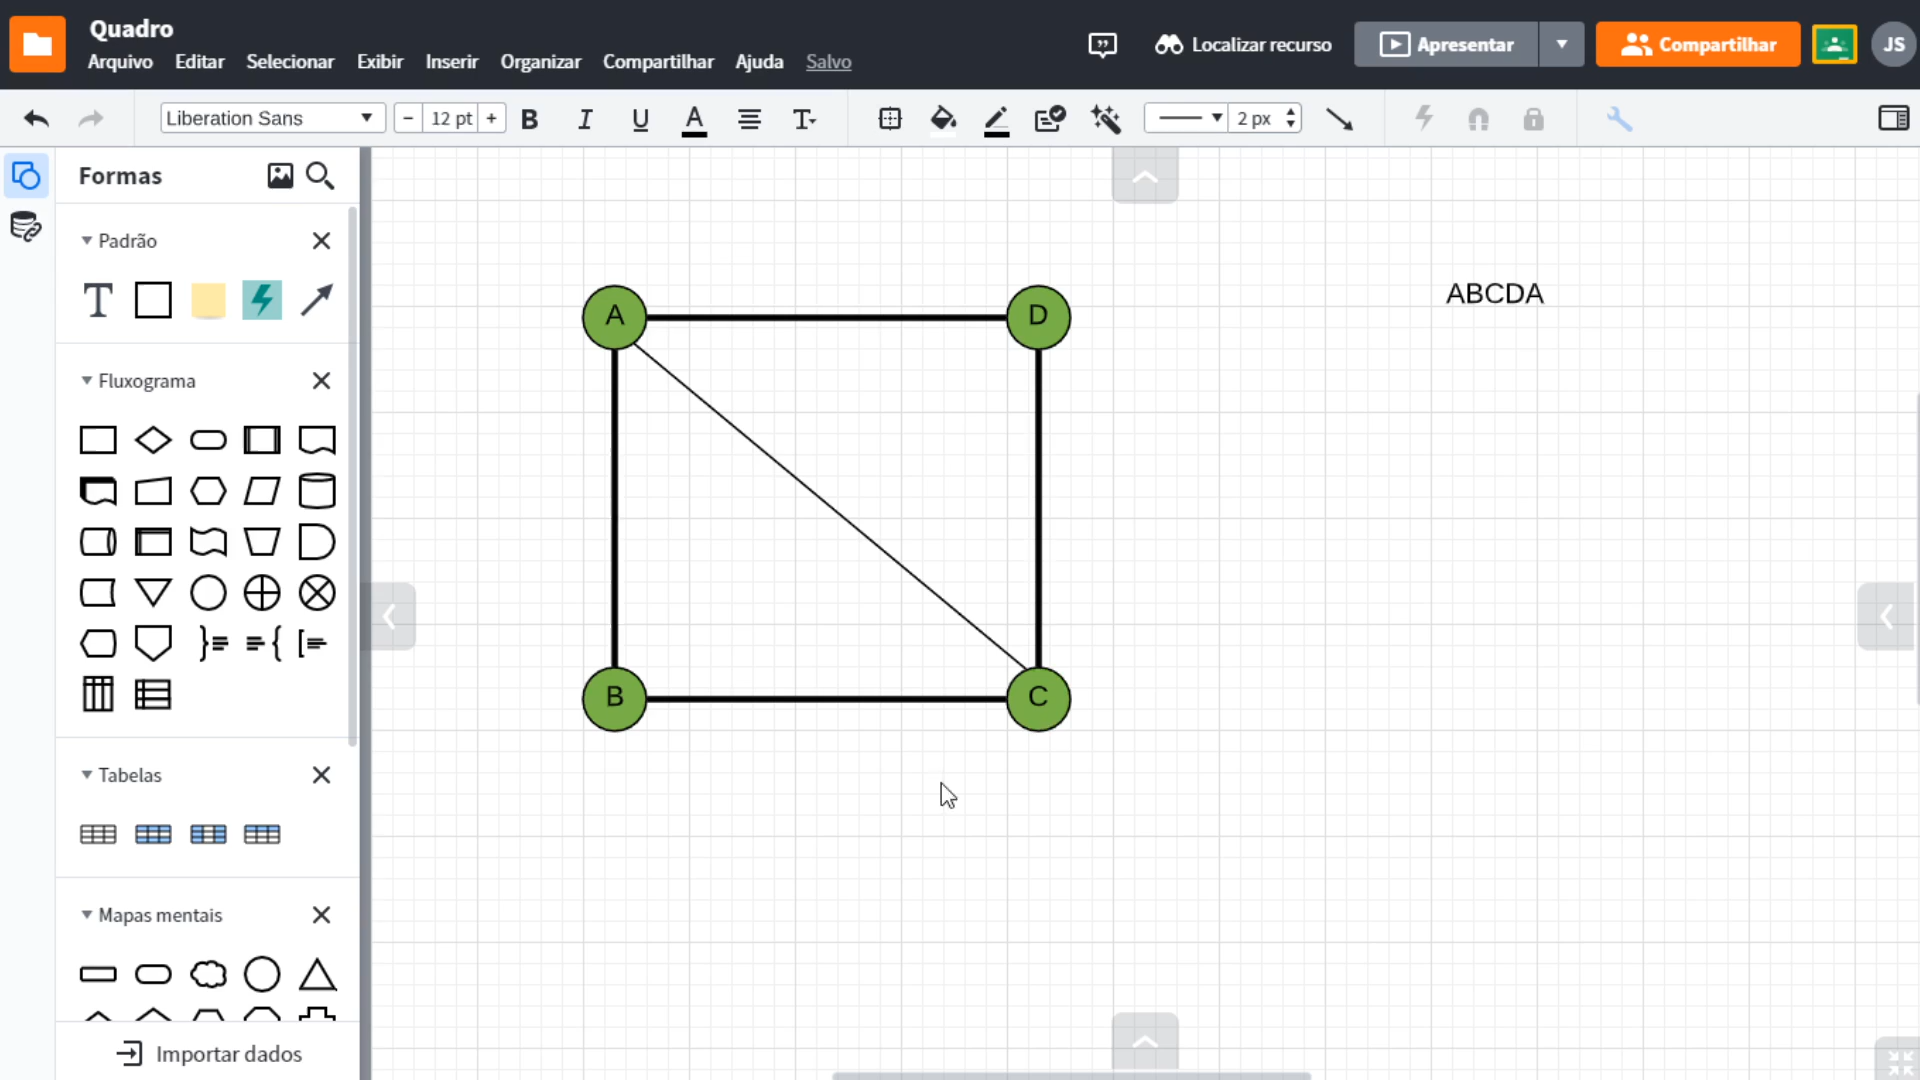 Quadro
Arquivo Editar Selecionar Exibir Inserir Organizar Compartilhar Ajuda Salvo
Localizar recurso
Apresentar
Compartilhar
JS
Liberation Sans
12 pt
B I U A T
2 px
Formas
Padrão
T
Fluxograma
Tabelas
Mapas mentais
Importar dados
A D
ABCDA
B C